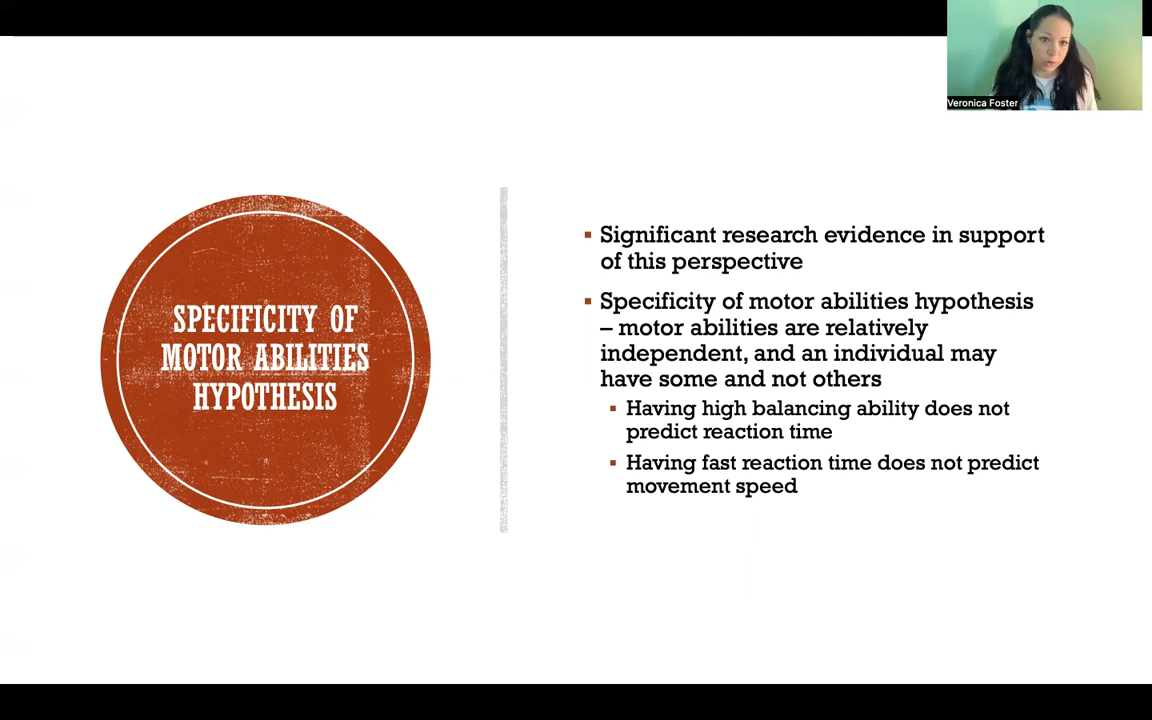 Veronica Foster
SPECIFICITY OF
MOTOR ABILITIES
HYPOTHESIS
▪ Significant research evidence in support
of this perspective
▪ Specificity of motor abilities hypothesis
– motor abilities are relatively
independent, and an individual may
have some and not others
▪ Having high balancing ability does not
predict reaction time
▪ Having fast reaction time does not predict
movement speed